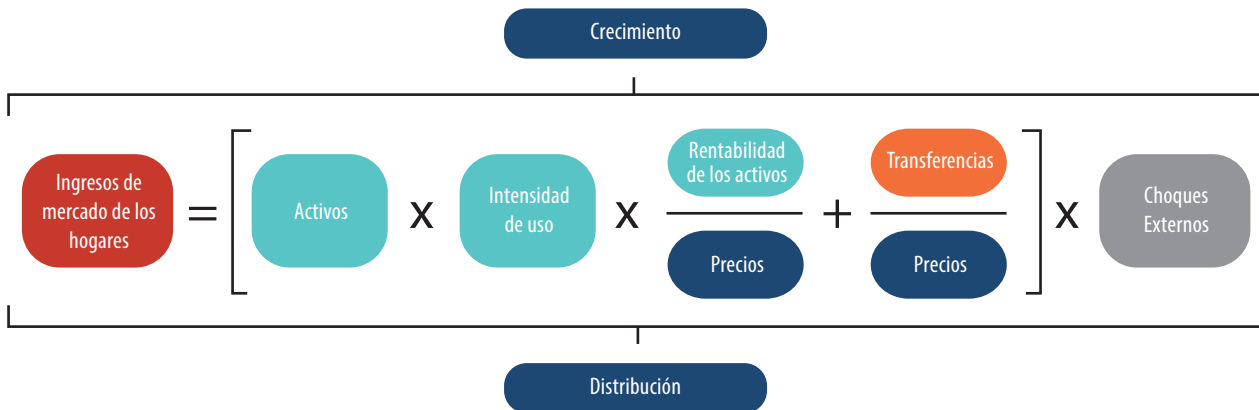 Crecimiento
Ingresos de
mercado de los
hogares
=
Activos
x
Intensidad
de uso
x
Rentabilidad
de los activos
Precios
+
Transferencias
Precios
x
Choques
Externos
Distribución